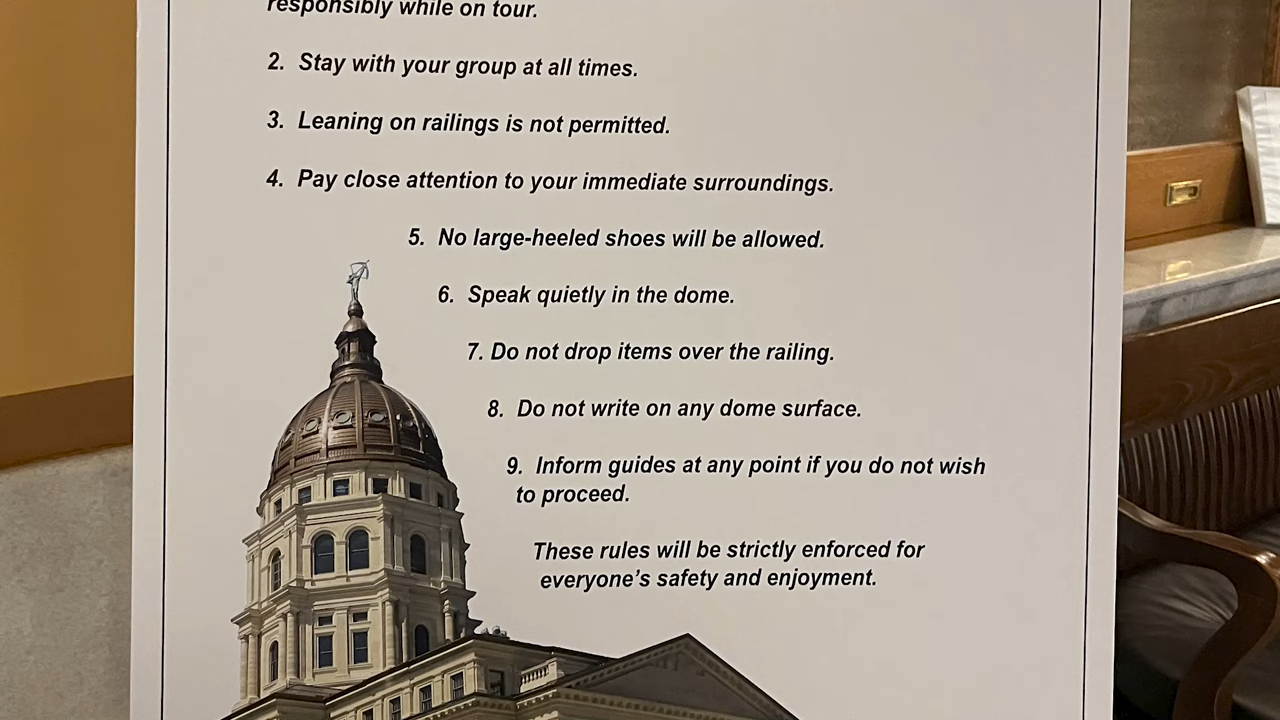 responsibly while on tour.
2. Stay with your group at all times.
3. Leaning on railings is not permitted.
4. Pay close attention to your immediate surroundings.
5. No large-heeled shoes will be allowed.
6. Speak quietly in the dome.
7. Do not drop items over the railing.
8. Do not write on any dome surface.
9. Inform guides at any point if you do not wish
to proceed.
These rules will be strictly enforced for
everyone’s safety and enjoyment.